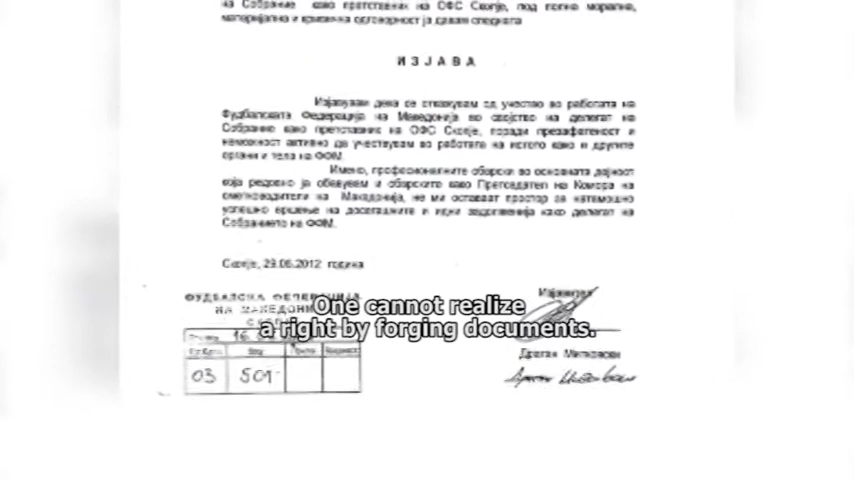 на Собрание како претставник на ОФС Скопје, под полна морална,
материјална и кривична одговорност ја давам следната
ИЗЈАВА
Изјавувам дека се откажувам од учество во работата на
Фудбалската Федерација на Македонија во својство на делегат на
Собрание како претставник на ОФС Скопје, поради презафатеност и
неможност активно да учествувам во работата на истото како и другите
органи и тела на ФФМ.
Имено, професионалните обврски во основната дејност
која редовно ја обавувам и обврските како Претседател на Комора на
сметководители на Македонија, не ми оставаат простор за натамошно
успешно вршење на досегашните и идни задолженија како делегат на
Собранието на ФФМ.
Скопје, 29.06.2012 година
ФУДБАЛСКА ФЕДЕРАЦИЈА
НА МАКЕДОНИЈА
Изјавител
One cannot realize
a right by forging documents.
03 501
Драган